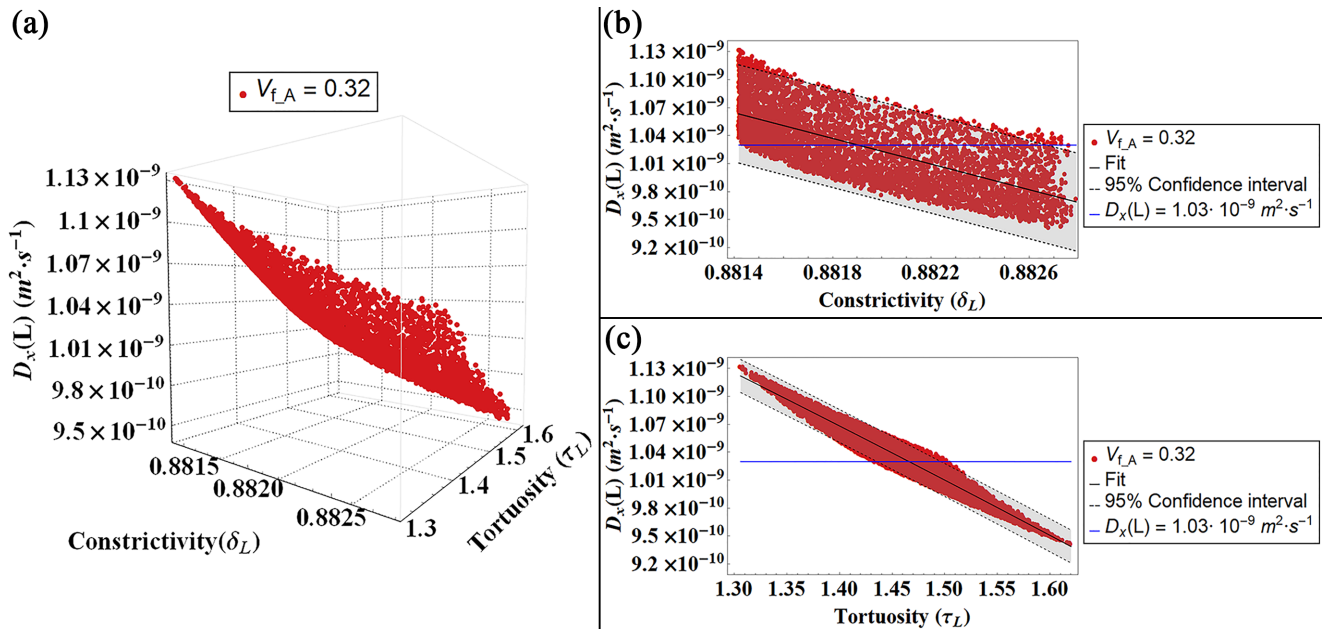 (a)
V_f_A = 0.32
1.13 × 10⁻⁹
1.1 × 10⁻⁹
1.07 × 10⁻⁹
1.04 × 10⁻⁹
1.01 × 10⁻⁹
9.8 × 10⁻¹⁰
9.5 × 10⁻¹⁰
D_x(L) (m²·s⁻¹)
0.8815
0.8820
0.8825
Constrictivity(δ_L)
1.3
1.4
1.5
1.6
Tortuosity (τ_L)
(b)
1.13 ×10⁻⁹
1.10 ×10⁻⁹
1.07 ×10⁻⁹
1.04 ×10⁻⁹
1.01 ×10⁻⁹
9.8 ×10⁻¹⁰
9.5 ×10⁻¹⁰
9.2 ×10⁻¹⁰
D_x(L) (m²·s⁻¹)
0.8814 0.8818 0.8822 0.8826
Constrictivity (δ_L)
V_f_A = 0.32
Fit
95% Confidence interval
D_x(L) = 1.03· 10⁻⁹ m²·s⁻¹
(c)
1.13 ×10⁻⁹
1.10 ×10⁻⁹
1.07 ×10⁻⁹
1.04 ×10⁻⁹
1.01 ×10⁻⁹
9.8 ×10⁻¹⁰
9.5 ×10⁻¹⁰
9.2 ×10⁻¹⁰
D_x(L) (m²·s⁻¹)
1.30 1.35 1.40 1.45 1.50 1.55 1.60
Tortuosity (τ_L)
V_f_A = 0.32
Fit
95% Confidence interval
D_x(L) = 1.03· 10⁻⁹ m²·s⁻¹